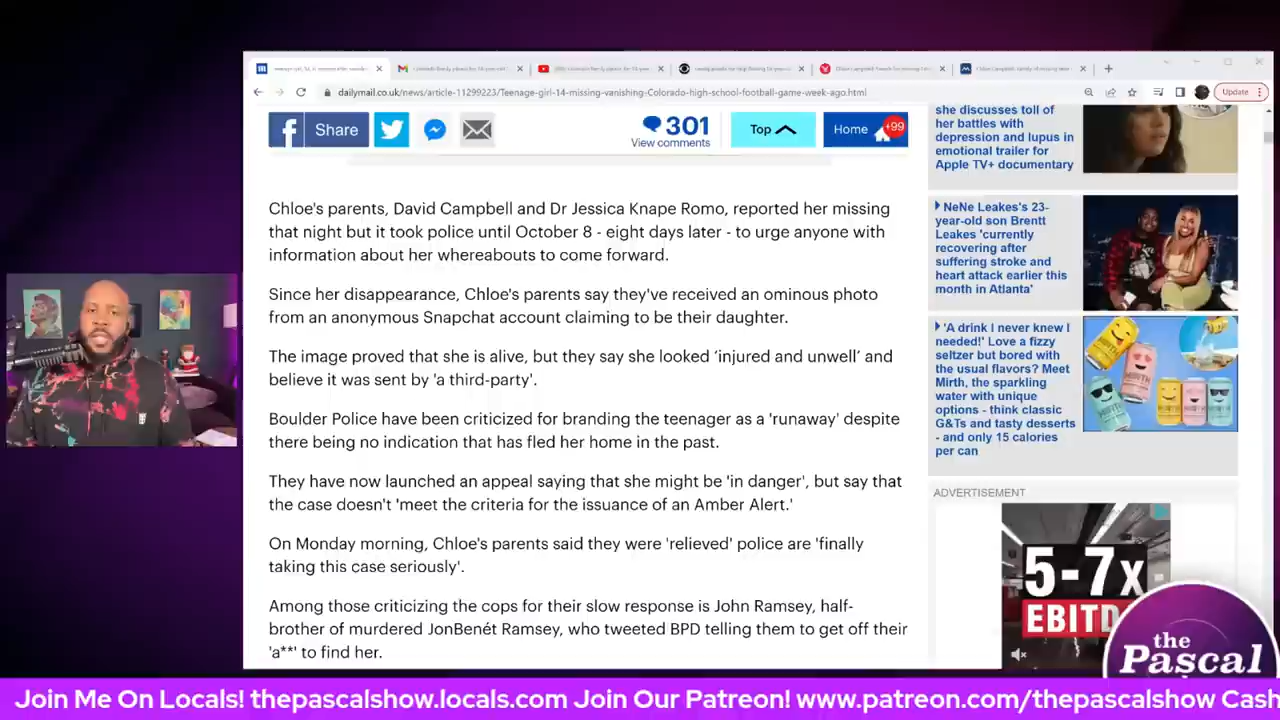 dailymail.co.uk/news/article-11299223/Teenage-girl-14-missing-vanishing-Colorado-high-school-football-game-week-ago.html
Update
Share
301
View comments
Top
Home
+99
Chloe's parents, David Campbell and Dr Jessica Knape Romo, reported her missing
that night but it took police until October 8 - eight days later - to urge anyone with
information about her whereabouts to come forward.
Since her disappearance, Chloe's parents say they've received an ominous photo
from an anonymous Snapchat account claiming to be their daughter.
The image proved that she is alive, but they say she looked ‘injured and unwell’ and
believe it was sent by 'a third-party'.
Boulder Police have been criticized for branding the teenager as a 'runaway' despite
there being no indication that has fled her home in the past.
They have now launched an appeal saying that she might be 'in danger', but say that
the case doesn't 'meet the criteria for the issuance of an Amber Alert.'
On Monday morning, Chloe's parents said they were 'relieved' police are 'finally
taking this case seriously'.
Among those criticizing the cops for their slow response is John Ramsey, half-
brother of murdered JonBenét Ramsey, who tweeted BPD telling them to get off their
'a**' to find her.
she discusses toll of
her battles with
depression and lupus in
emotional trailer for
Apple TV+ documentary
NeNe Leakes's 23-
year-old son Brentt
Leakes 'currently
recovering after
suffering stroke and
heart attack earlier this
month in Atlanta'
'A drink I never knew I
needed!' Love a fizzy
seltzer but bored with
the usual flavors? Meet
Mirth, the sparkling
water with unique
options - think classic
G&Ts and tasty desserts
- and only 15 calories
per can
ADVERTISEMENT
5-7x
EBITD
the
Pascal
Join Me On Locals! thepascalshow.locals.com Join Our Patreon! www.patreon.com/thepascalshow Cash